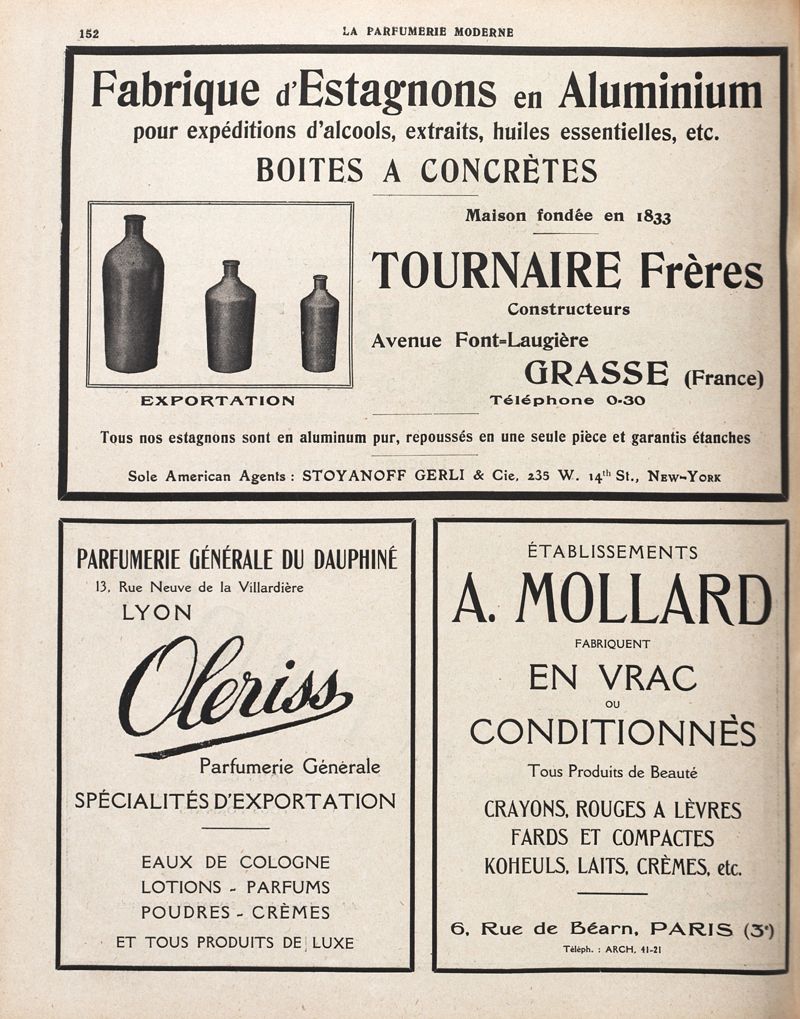 152
LA PARFUMERIE MODERNE
Fabrique d'Estagnons en Aluminium
pour expéditions d'alcools, extraits, huiles essentielles, etc.
BOITES A CONCRÈTES
Maison fondée en 1833
TOURNAIRE Frères
Constructeurs
Avenue Font-Laugière
GRASSE (France)
EXPORTATION
Téléphone 0-30
Tous nos estagnons sont en aluminum pur, repoussés en une seule pièce et garantis étanches
Sole American Agents : STOYANOFF GERLI & Cie, 235 W. 14th St., NEW-YORK
PARFUMERIE GÉNÉRALE DU DAUPHINÉ
13, Rue Neuve de la Villardière
LYON
Oleriss
Parfumerie Générale
SPÉCIALITÉS D'EXPORTATION
EAUX DE COLOGNE
LOTIONS - PARFUMS
POUDRES - CRÈMES
ET TOUS PRODUITS DE LUXE
ÉTABLISSEMENTS
A. MOLLARD
FABRIQUENT
EN VRAC
OU
CONDITIONNÈS
Tous Produits de Beauté
CRAYONS, ROUGES A LÈVRES
FARDS ET COMPACTES
KOHEULS, LAITS, CRÈMES, etc.
6, Rue de Béarn, PARIS (3e)
Téléph. : ARCH. 41-21